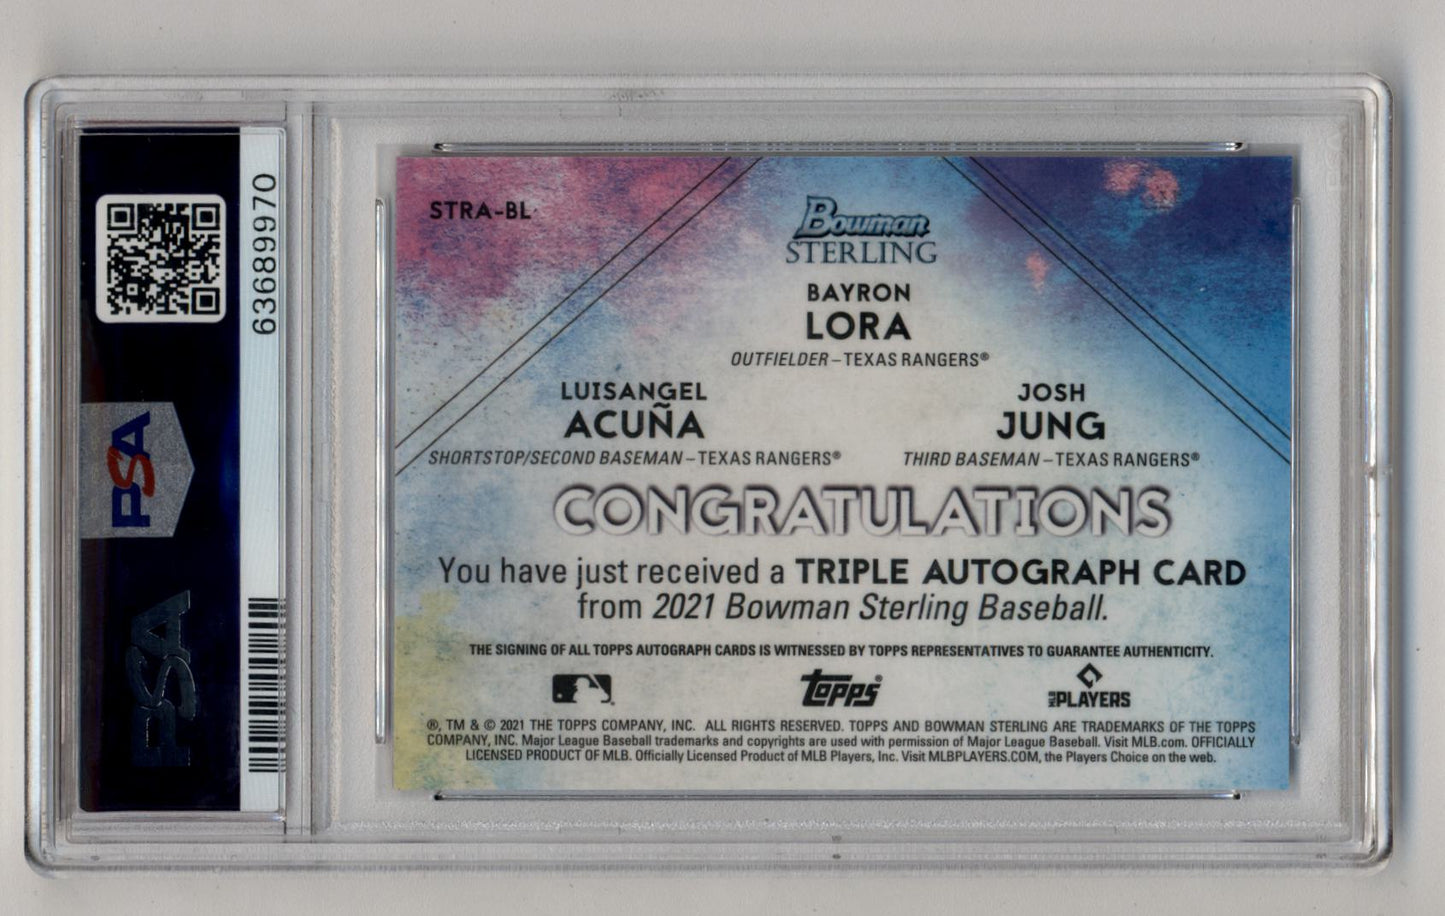 63689970
PSA
PSA
STRA-BL
Bowman
STERLING
BAYRON
LORA
OUTFIELDER – TEXAS RANGERS®
LUISANGEL
ACUÑA
SHORTSTOP/SECOND BASEMAN – TEXAS RANGERS®
JOSH
JUNG
THIRD BASEMAN – TEXAS RANGERS®
CONGRATULATIONS
You have just received a TRIPLE AUTOGRAPH CARD
from 2021 Bowman Sterling Baseball.
THE SIGNING OF ALL TOPPS AUTOGRAPH CARDS IS WITNESSED BY TOPPS REPRESENTATIVES TO GUARANTEE AUTHENTICITY.
topps®
MLB PLAYERS
®, TM & © 2021 THE TOPPS COMPANY, INC. ALL RIGHTS RESERVED. TOPPS AND BOWMAN STERLING ARE TRADEMARKS OF THE TOPPS
COMPANY, INC. Major League Baseball trademarks and copyrights are used with permission of Major League Baseball. Visit MLB.com. OFFICIALLY
LICENSED PRODUCT OF MLB. Officially Licensed Product of MLB Players, Inc. Visit MLBPLAYERS.COM, the Players Choice on the web.